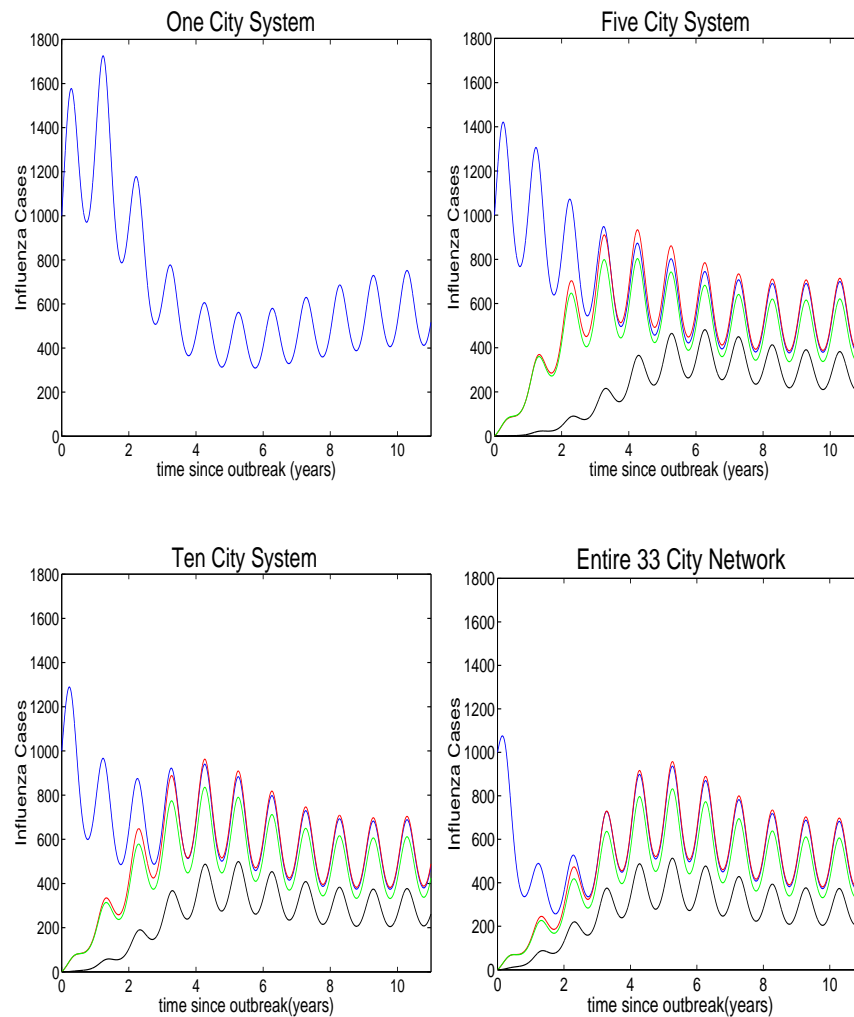 One City System
1800
1600
1400
1200
1000
800
600
400
200
0
Influenza Cases
0 2 4 6 8 10
time since outbreak (years)
Five City System
1800
1600
1400
1200
1000
800
600
400
200
0
Influenza Cases
0 2 4 6 8 10
time since outbreak (years)
Ten City System
1800
1600
1400
1200
1000
800
600
400
200
0
Influenza Cases
0 2 4 6 8 10
time since outbreak(years)
Entire 33 City Network
1800
1600
1400
1200
1000
800
600
400
200
0
Influenza Cases
0 2 4 6 8 10
time since outbreak(years)